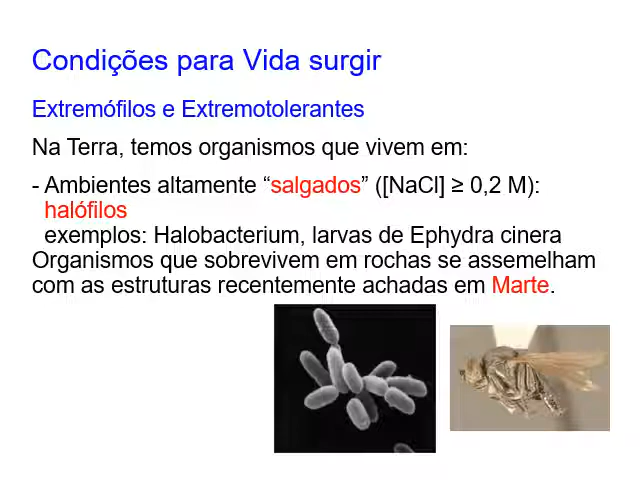 Condições para Vida surgir
Extremófilos e Extremotolerantes
Na Terra, temos organismos que vivem em:
- Ambientes altamente “salgados” ([NaCl] ≥ 0,2 M):
halófilos
exemplos: Halobacterium, larvas de Ephydra cinera
Organismos que sobrevivem em rochas se assemelham
com as estruturas recentemente achadas em Marte.